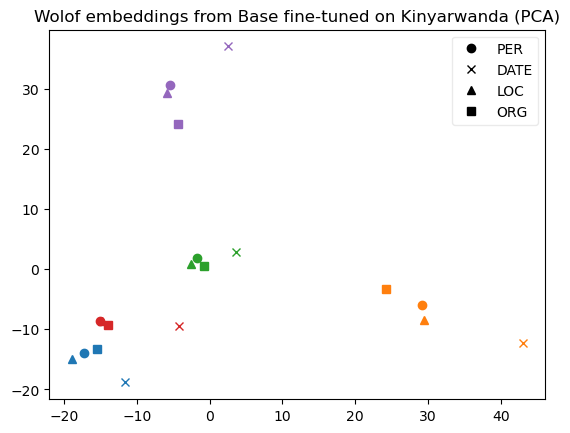 Wolof embeddings from Base fine-tuned on Kinyarwanda (PCA)
PER
DATE
LOC
ORG
30
20
10
0
−10
−20
−20
−10
0
10
20
30
40